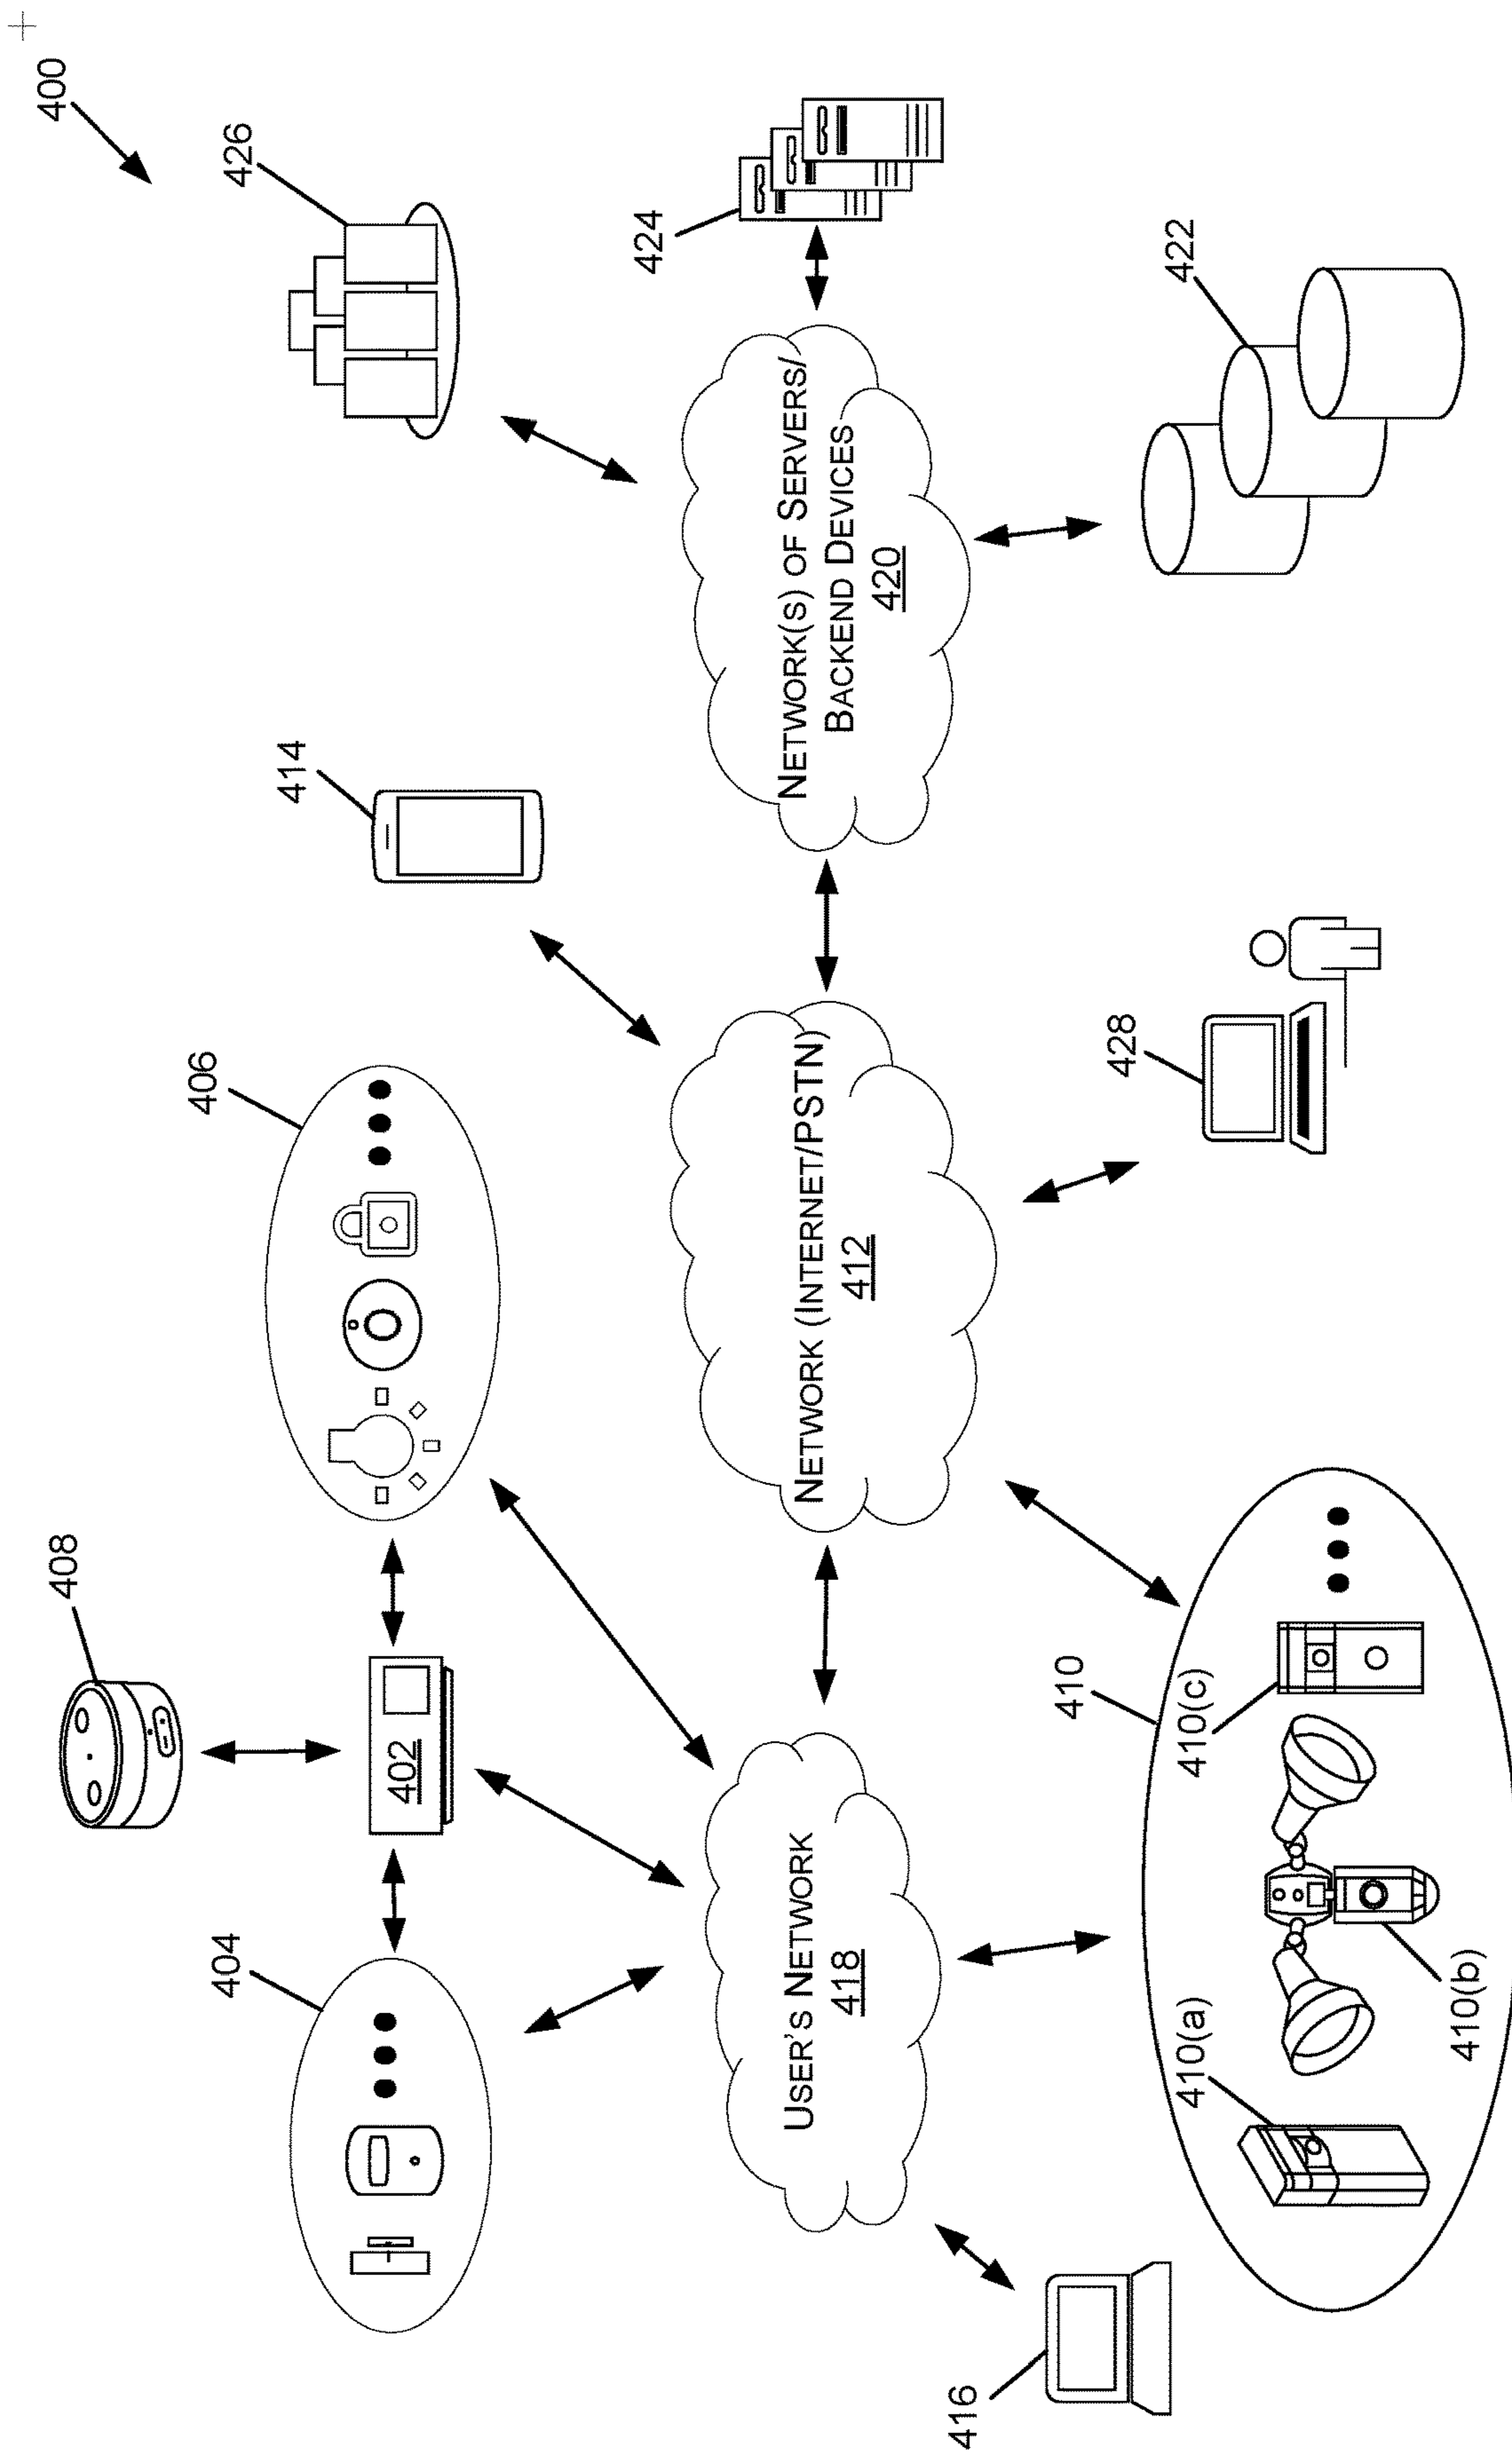 400
408
406
414
426
404
402
424
USER'S NETWORK
418
NETWORK (INTERNET/PSTN)
412
NETWORK(S) OF SERVERS/
BACKEND DEVICES
420
416
410
410(a)
410(b)
410(c)
428
422